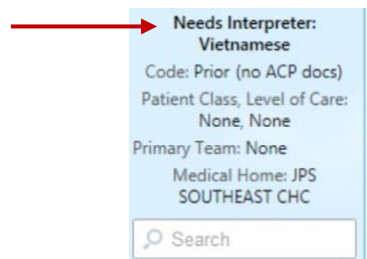 Needs Interpreter:
Vietnamese
Code: Prior (no ACP docs)
Patient Class, Level of Care:
None, None
Primary Team: None
Medical Home: JPS
SOUTHEAST CHC
Search